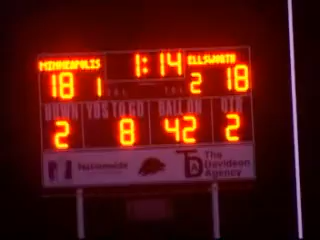 MINNEAPOLIS 1:14 ELLSWORTH
18 1 T.O.L. T.O.L. 2 18
DOWN YDS TO GO BALL ON QTR
2 8 42 2
Nationwide
The
Davidson
Agency